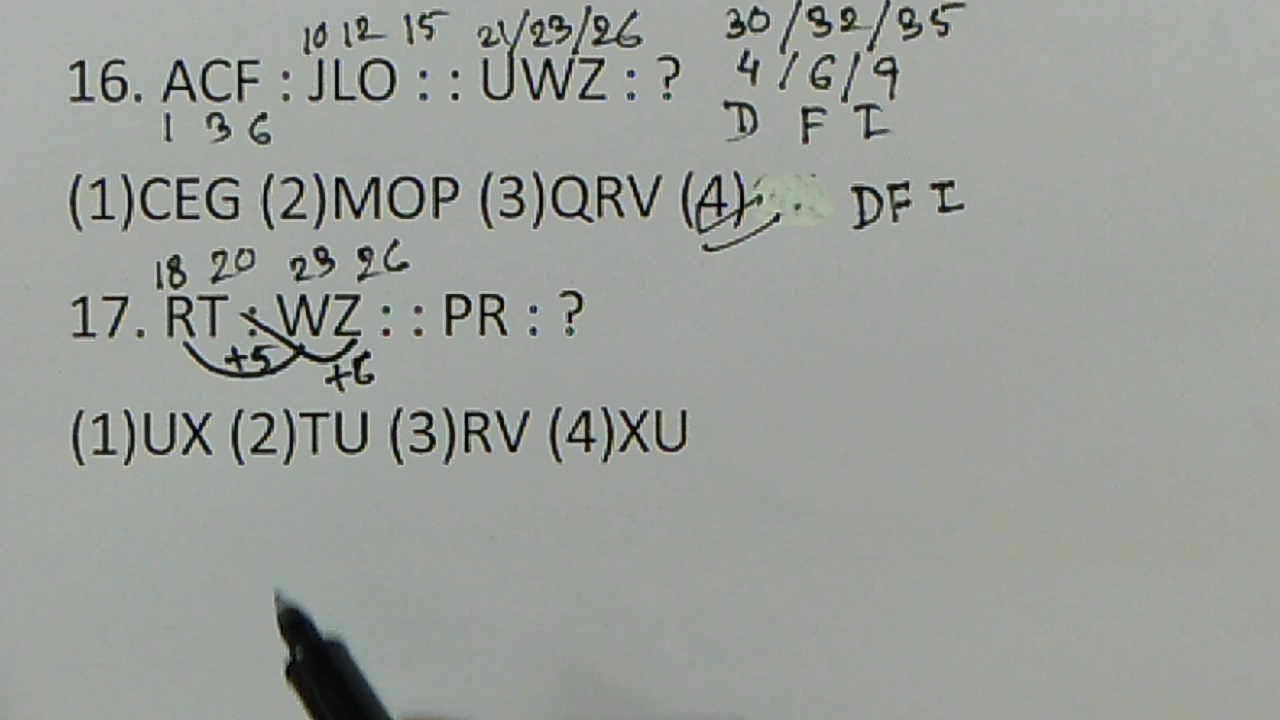 10 12 15 21/23/26 30/32/35
16. ACF : JLO : : UWZ : ? 4/6/9
1 3 6 D F I
(1)CEG (2)MOP (3)QRV (4) DF I
18 20 23 26
17. RT : WZ : : PR : ?
+5 +6
(1)UX (2)TU (3)RV (4)XU